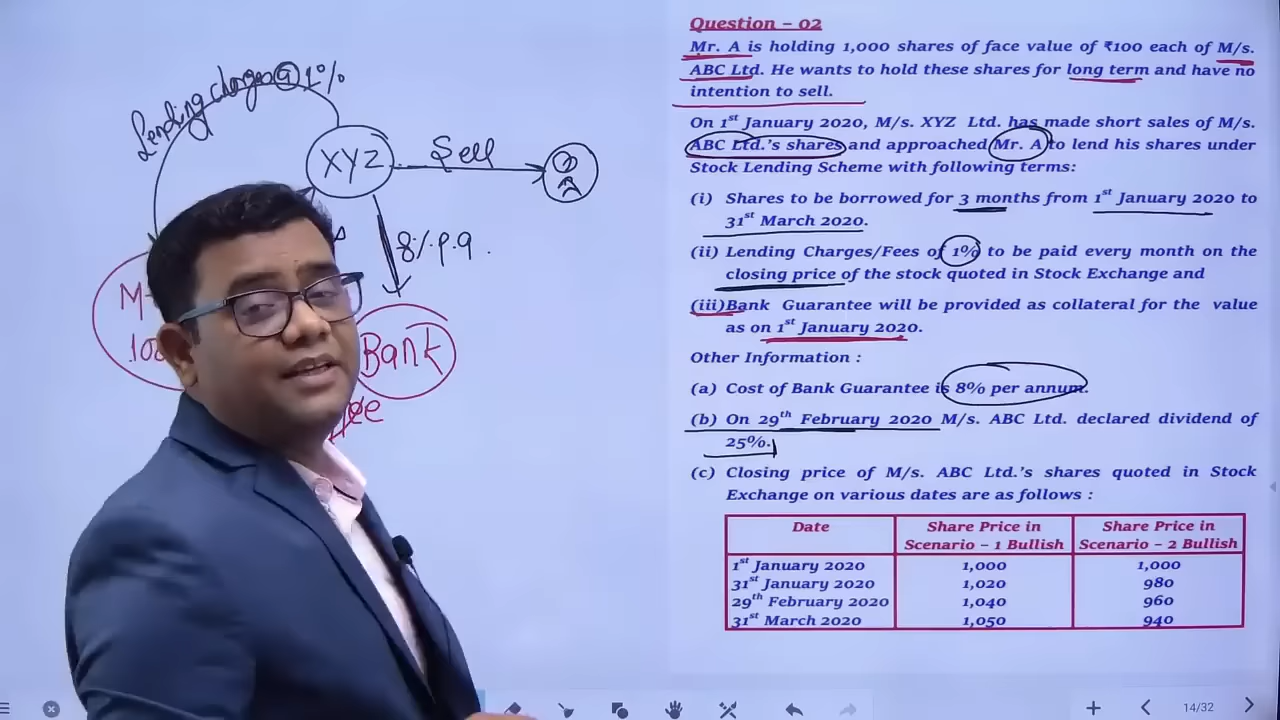 Question – 02
Mr. A is holding 1,000 shares of face value of ₹100 each of M/s.
ABC Ltd. He wants to hold these shares for long term and have no
intention to sell.
On 1st January 2020, M/s. XYZ Ltd. has made short sales of M/s.
ABC Ltd.'s shares and approached Mr. A to lend his shares under
Stock Lending Scheme with following terms:
(i) Shares to be borrowed for 3 months from 1st January 2020 to
31st March 2020.
(ii) Lending Charges/Fees of 1% to be paid every month on the
closing price of the stock quoted in Stock Exchange and
(iii) Bank Guarantee will be provided as collateral for the value
as on 1st January 2020.
Other Information :
(a) Cost of Bank Guarantee is 8% per annum.
(b) On 29th February 2020 M/s. ABC Ltd. declared dividend of
25%.
(c) Closing price of M/s. ABC Ltd.'s shares quoted in Stock
Exchange on various dates are as follows :
Date Share Price in Scenario – 1 Bullish Share Price in Scenario – 2 Bullish
1st January 2020 1,000 1,000
31st January 2020 1,020 980
29th February 2020 1,040 960
31st March 2020 1,050 940
Lending charges @ 1%
XYZ
Sell
8% p.a.
Bank
14/32